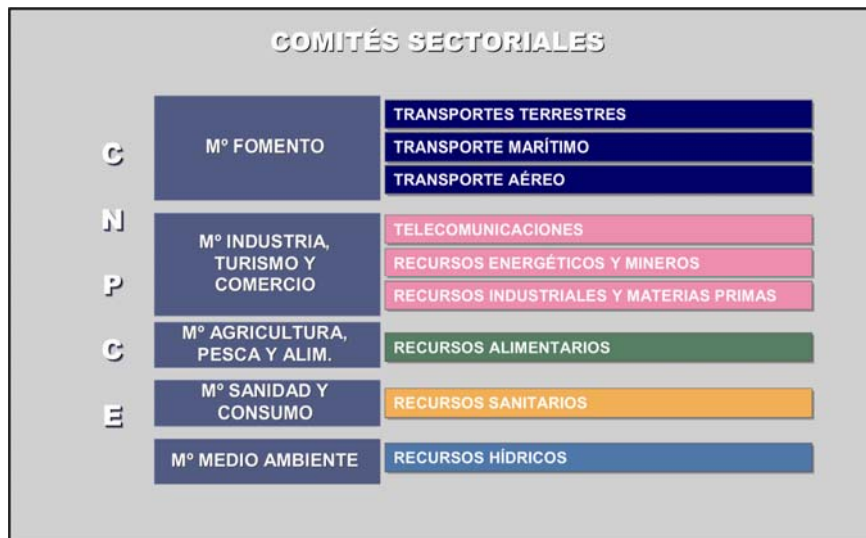 COMITÉS SECTORIALES
C
N
P
C
E
Mº FOMENTO
TRANSPORTES TERRESTRES
TRANSPORTE MARÍTIMO
TRANSPORTE AÉREO
Mº INDUSTRIA,
TURISMO Y
COMERCIO
TELECOMUNICACIONES
RECURSOS ENERGÉTICOS Y MINEROS
RECURSOS INDUSTRIALES Y MATERIAS PRIMAS
Mº AGRICULTURA,
PESCA Y ALIM.
RECURSOS ALIMENTARIOS
Mº SANIDAD Y
CONSUMO
RECURSOS SANITARIOS
Mº MEDIO AMBIENTE
RECURSOS HÍDRICOS